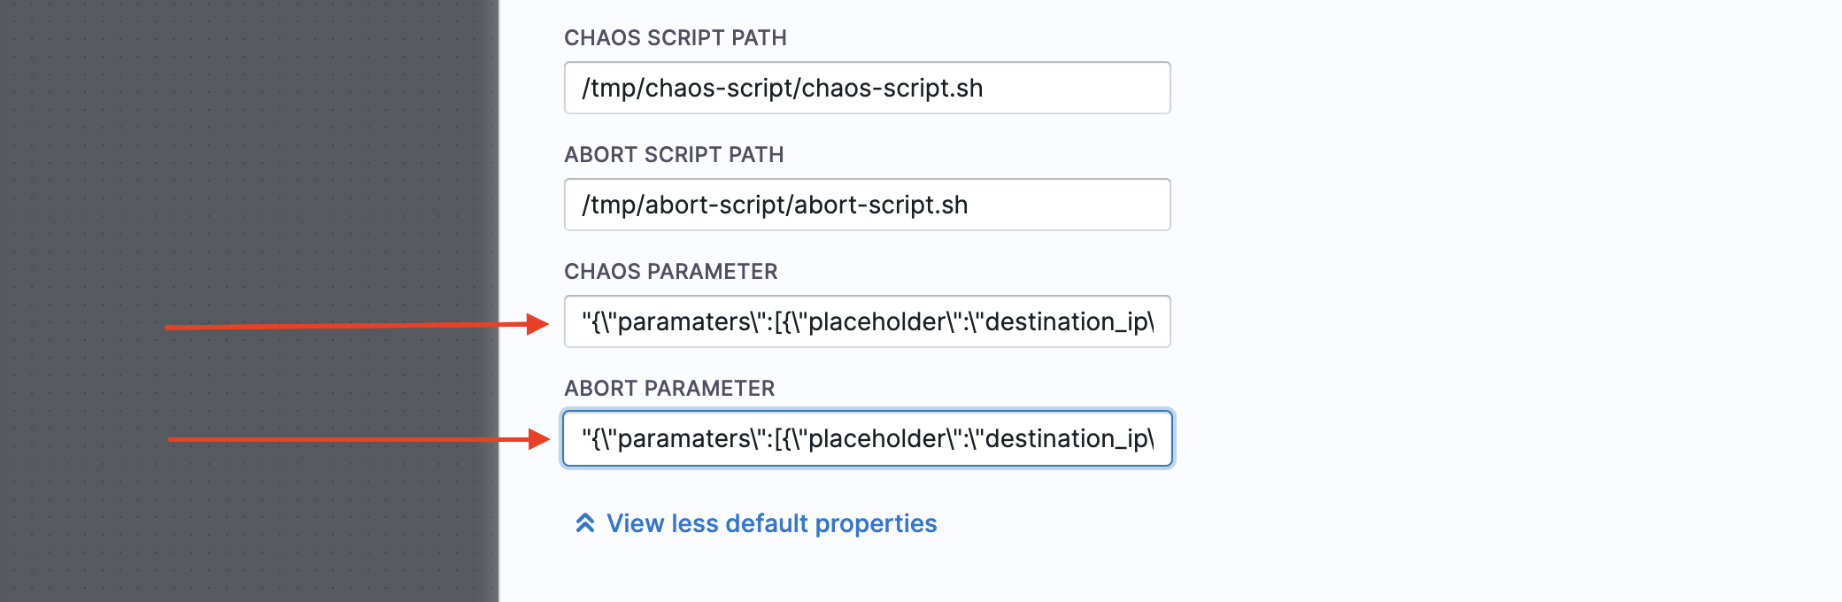 CHAOS SCRIPT PATH
/tmp/chaos-script/chaos-script.sh
ABORT SCRIPT PATH
/tmp/abort-script/abort-script.sh
CHAOS PARAMETER
"{\"paramaters\":[{\"placeholder\":\"destination_ip\
ABORT PARAMETER
"{\"paramaters\":[{\"placeholder\":\"destination_ip\
View less default properties